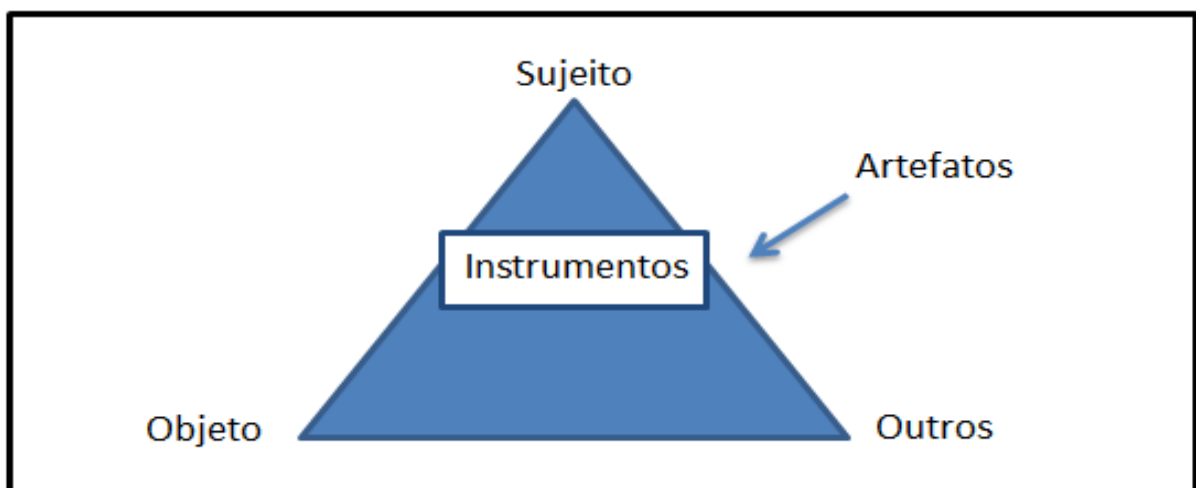 Sujeito
Artefatos
Instrumentos
Objeto
Outros